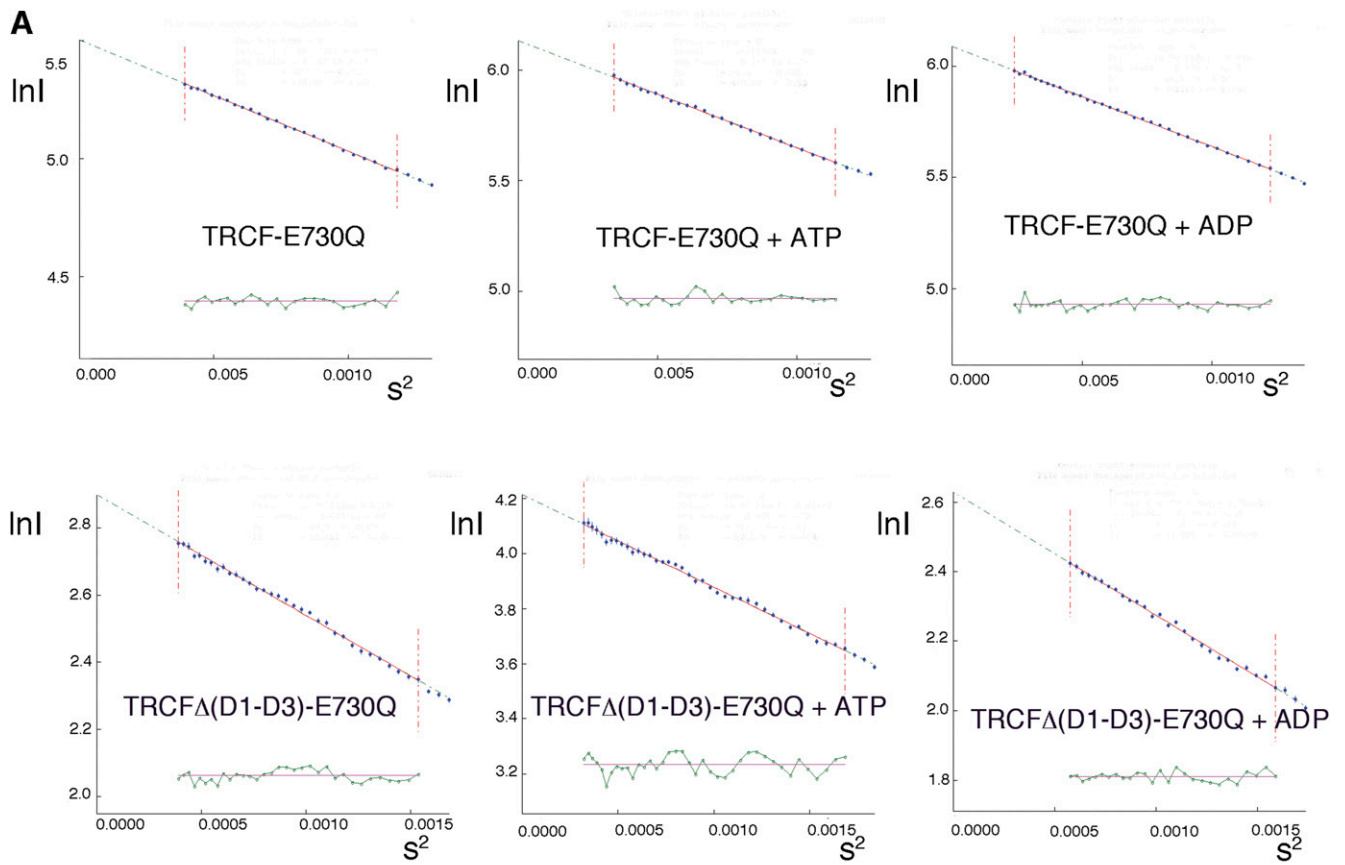 A
lnI
5.5
5.0
4.5
0.000
0.005
0.0010
S²
TRCF-E730Q
lnI
6.0
5.5
5.0
0.000
0.005
0.0010
S²
TRCF-E730Q + ATP
lnI
6.0
5.5
5.0
0.000
0.005
0.0010
S²
TRCF-E730Q + ADP
lnI
2.8
2.6
2.4
2.2
2.0
0.0000
0.0005
0.0010
0.0015
S²
TRCFΔ(D1-D3)-E730Q
lnI
4.2
4.0
3.8
3.6
3.4
3.2
0.0000
0.0005
0.0010
0.0015
S²
TRCFΔ(D1-D3)-E730Q + ATP
lnI
2.6
2.4
2.2
2.0
1.8
0.0000
0.0005
0.0010
0.0015
S²
TRCFΔ(D1-D3)-E730Q + ADP